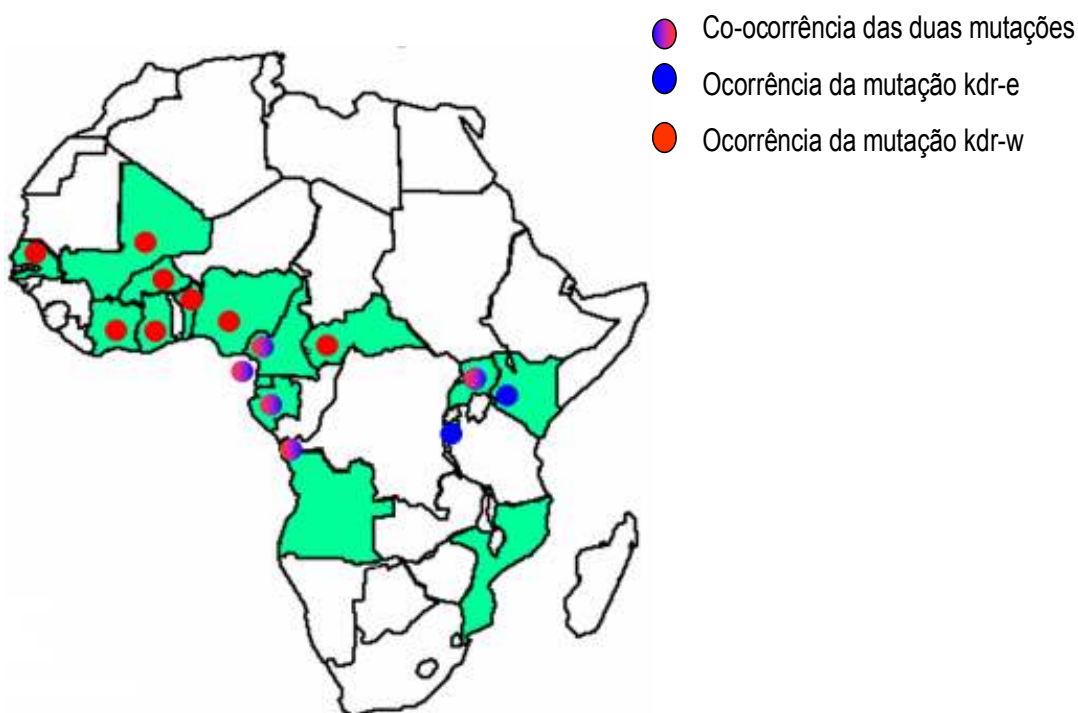 Co-ocorrência das duas mutações
Ocorrência da mutação kdr-e
Ocorrência da mutação kdr-w